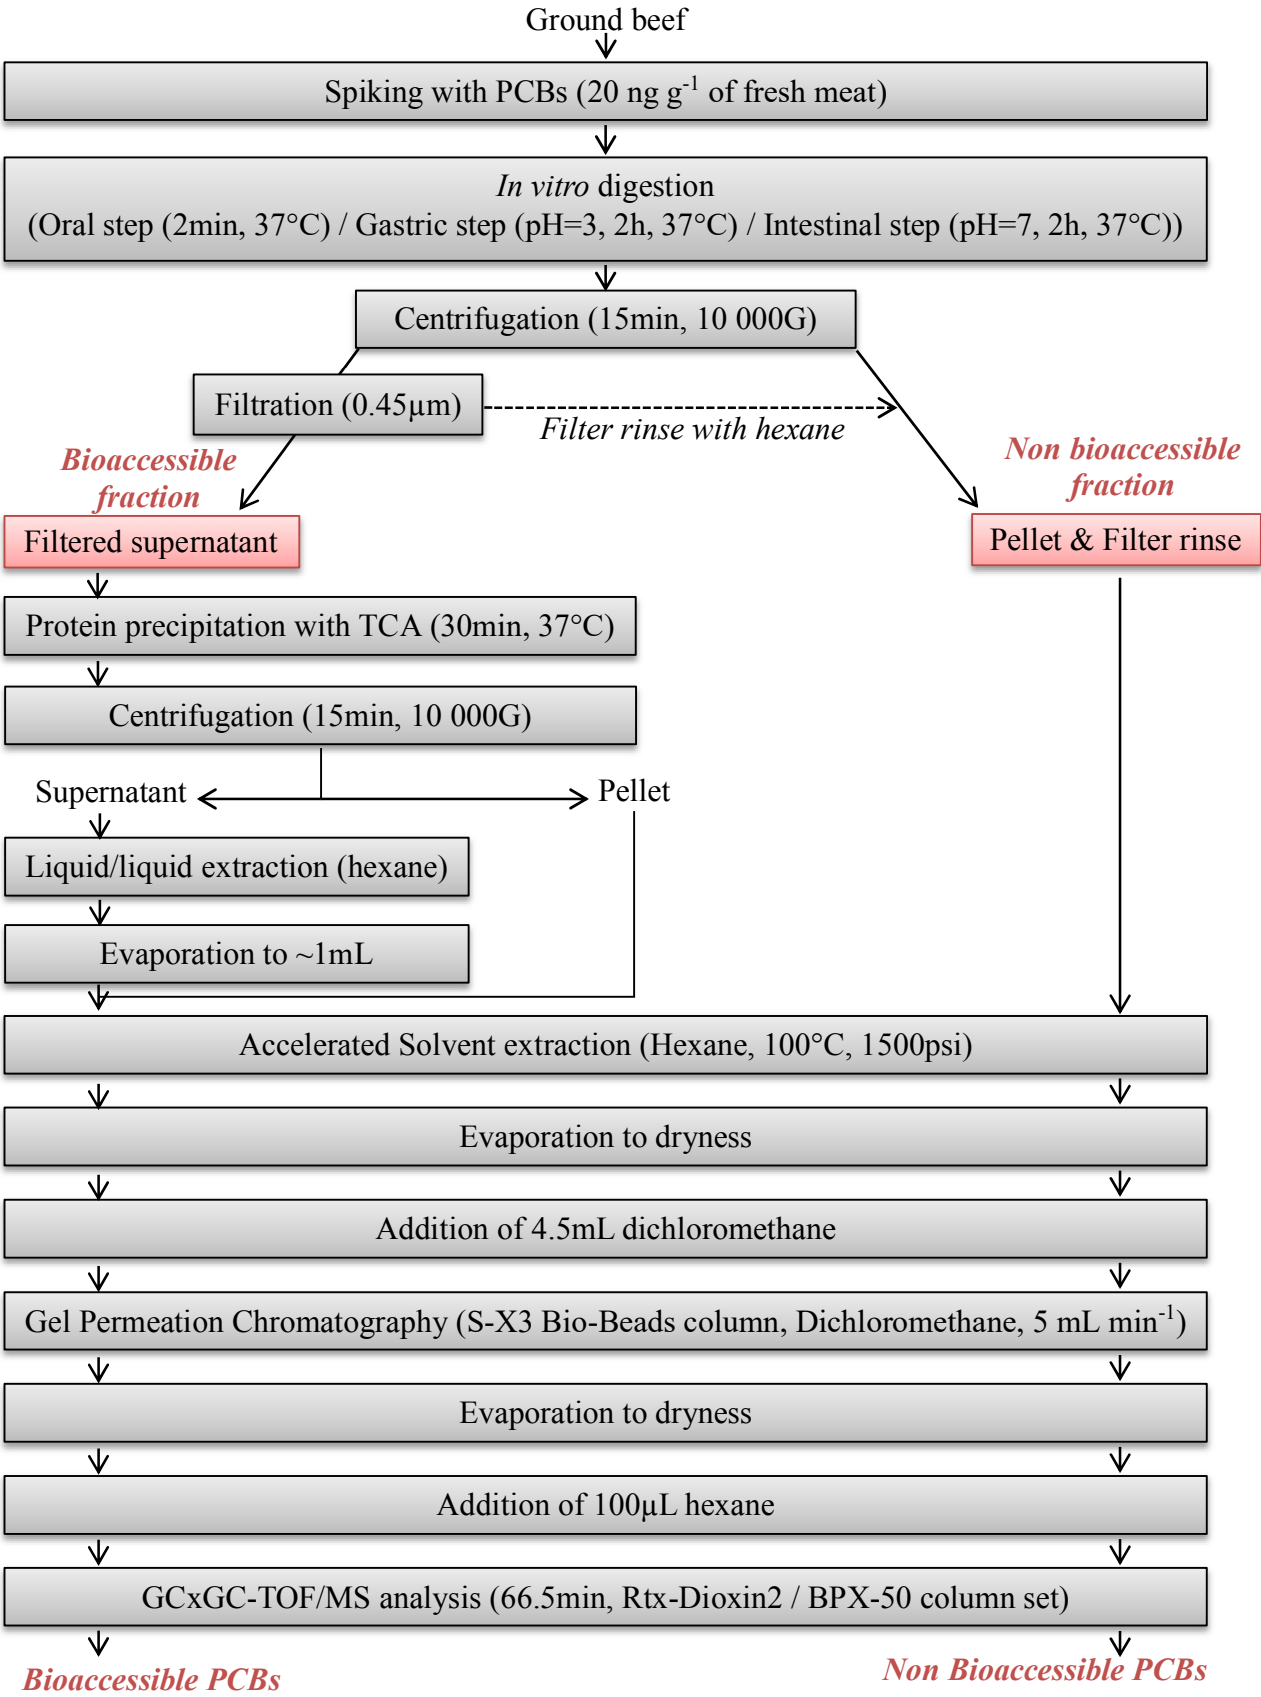 Ground beef
Spiking with PCBs (20 ng g⁻¹ of fresh meat)
In vitro digestion
(Oral step (2min, 37°C) / Gastric step (pH=3, 2h, 37°C) / Intestinal step (pH=7, 2h, 37°C))
Centrifugation (15min, 10 000G)
Filtration (0.45µm)
Filter rinse with hexane
Bioaccessible
fraction
Non bioaccessible
fraction
Filtered supernatant
Pellet & Filter rinse
Protein precipitation with TCA (30min, 37°C)
Centrifugation (15min, 10 000G)
Supernatant
Pellet
Liquid/liquid extraction (hexane)
Evaporation to ~1mL
Accelerated Solvent extraction (Hexane, 100°C, 1500psi)
Evaporation to dryness
Addition of 4.5mL dichloromethane
Gel Permeation Chromatography (S-X3 Bio-Beads column, Dichloromethane, 5 mL min⁻¹)
Evaporation to dryness
Addition of 100µL hexane
GCxGC-TOF/MS analysis (66.5min, Rtx-Dioxin2 / BPX-50 column set)
Bioaccessible PCBs
Non Bioaccessible PCBs